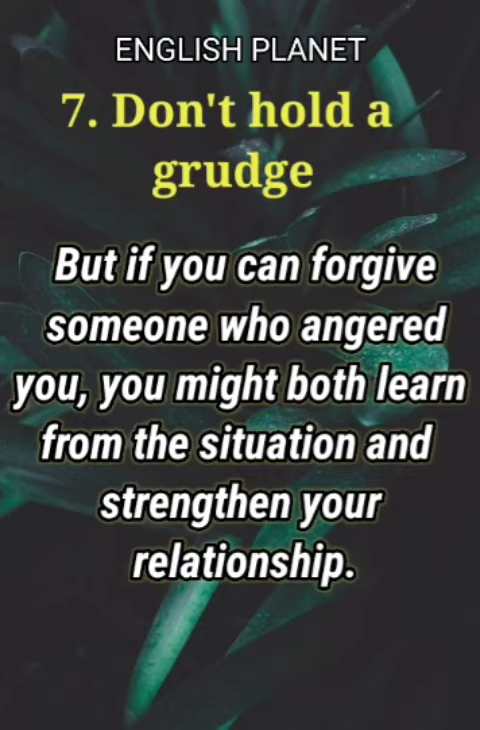 ENGLISH PLANET
7. Don't hold a
grudge
But if you can forgive
someone who angered
you, you might both learn
from the situation and
strengthen your
relationship.